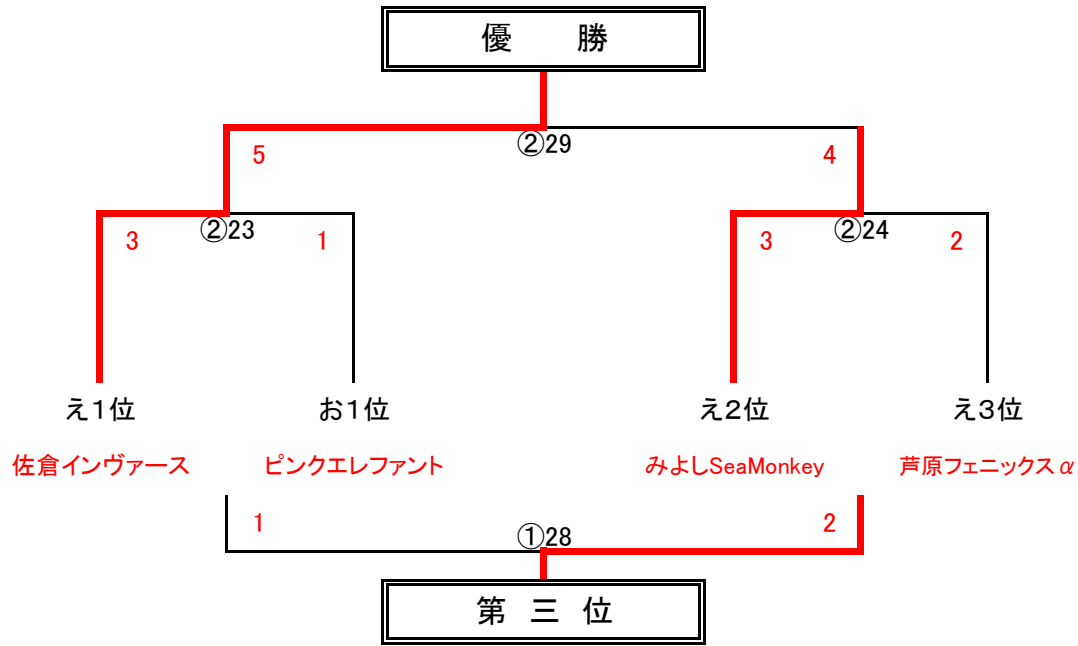 優　勝
②29
5
4
②23
②24
3
1
3
2
え１位
お１位
え２位
え３位
佐倉インヴァース
ピンクエレファント
みよしSeaMonkey
芦原フェニックスα
1
2
①28
第 三 位